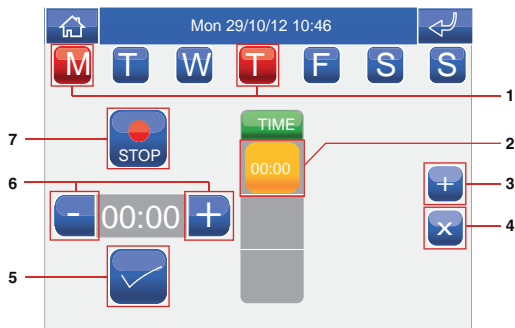 Mon 29/10/12 10:46
M T W T F S S
1
7 STOP TIME 2
00:00
6 + 3
- 00:00 + x 4
5